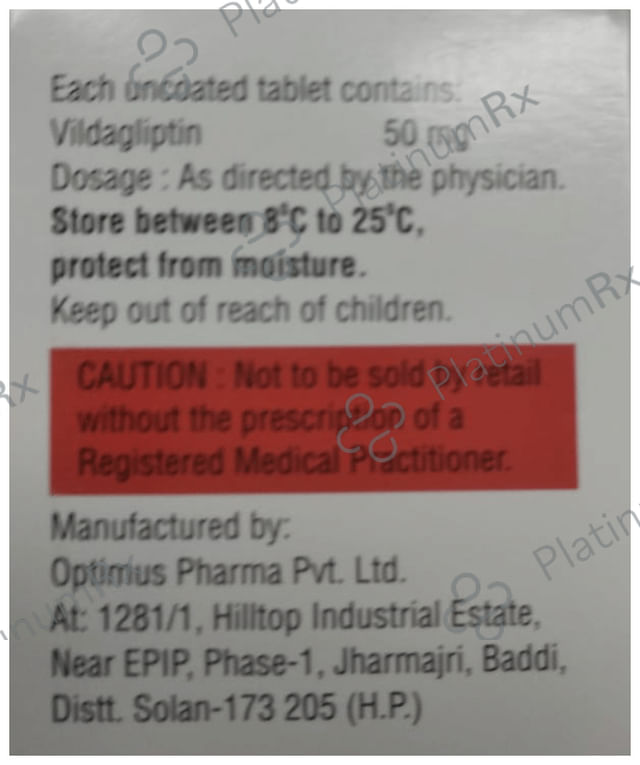 Each uncoated tablet contains:
Vildagliptin 50 mg
Dosage : As directed by the physician.
Store between 8°C to 25°C,
protect from moisture.
Keep out of reach of children.
CAUTION : Not to be sold by retail
without the prescription of a
Registered Medical Practitioner.
Manufactured by:
Optimus Pharma Pvt. Ltd.
At: 1281/1, Hilltop Industrial Estate,
Near EPIP, Phase-1, Jharmajri, Baddi,
Distt. Solan-173 205 (H.P.)
PlatinumRx
PlatinumRx